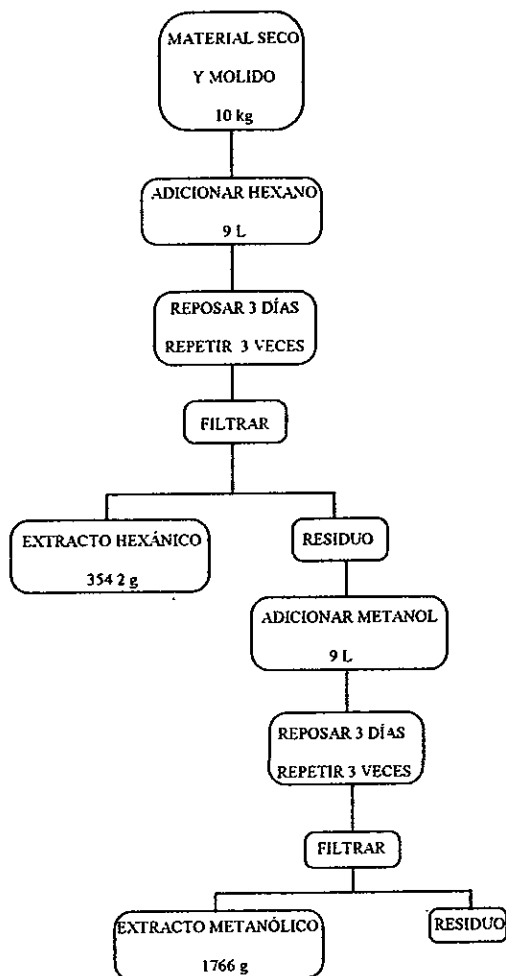 MATERIAL SECO
Y MOLIDO
10 kg
ADICIONAR HEXANO
9 L
REPOSAR 3 DÍAS
REPETIR 3 VECES
FILTRAR
EXTRACTO HEXÁNICO
354 2 g
RESIDUO
ADICIONAR METANOL
9 L
REPOSAR 3 DÍAS
REPETIR 3 VECES
FILTRAR
EXTRACTO METANÓLICO
1766 g
RESIDUO